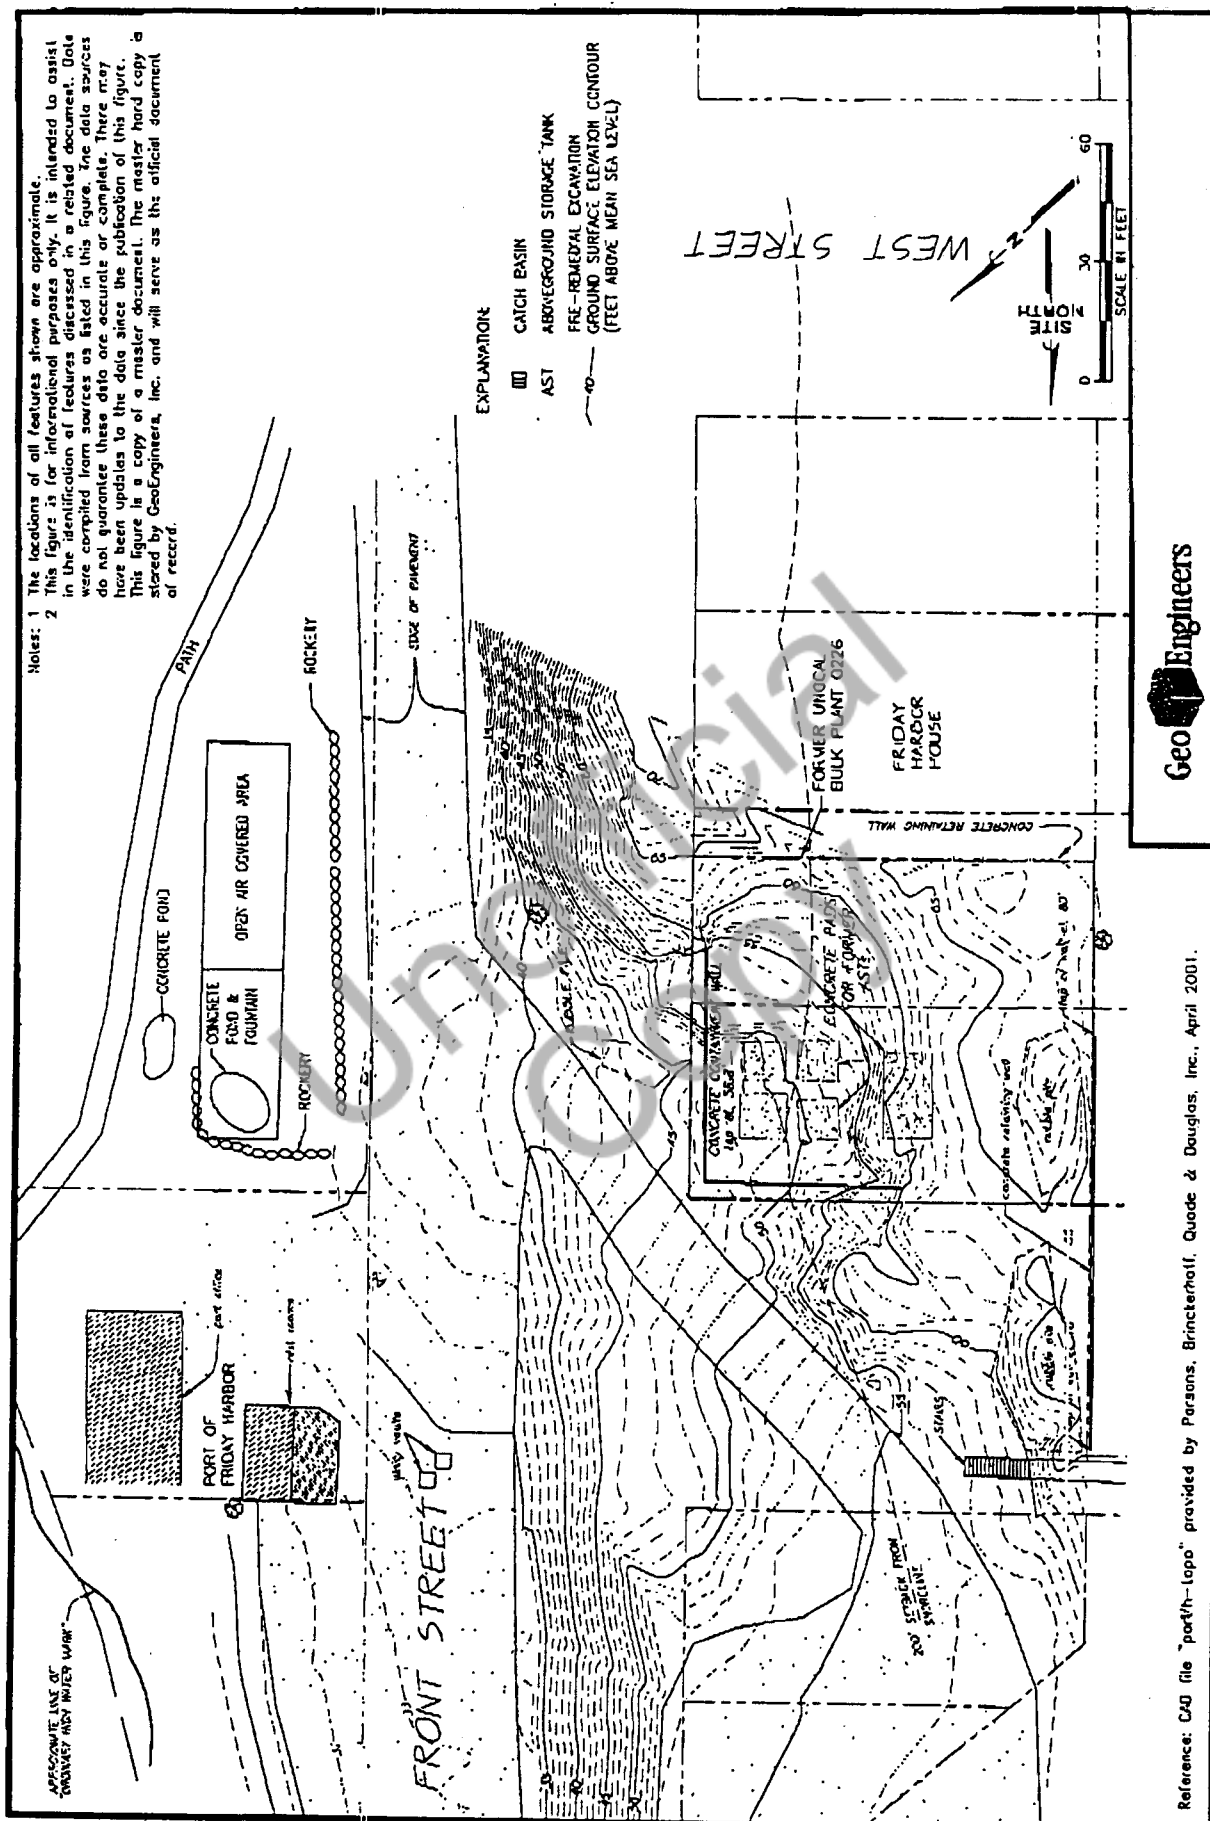 Notes: 1 The locations of all features shown are approximate.
2 This figure is for informational purposes only. It is intended to assist
in the identification of features discussed in a related document. Data
were compiled from sources as listed in this figure. The data sources
do not guarantee these data are accurate or complete. There may
have been updates to the data since the publication of this figure.
This figure is a copy of a master document. The master hard copy is
stored by GeoEngineers, Inc. and will serve as the official document
of record.
EXPLANATION:
CATCH BASIN
AST ABOVEGROUND STORAGE TANK
40 PRE-REMEDIAL EXCAVATION
GROUND SURFACE ELEVATION CONTOUR
(FEET ABOVE MEAN SEA LEVEL)
PATH
CONCRETE POND
CONCRETE
POND &
FOUNTAIN
OPEN AIR COVERED AREA
ROCKERY
ROCKERY
EDGE OF PAVEMENT
APPROXIMATE LINE OF
port office
PORT OF
FRIDAY HARBOR
FRONT STREET
WEST STREET
CONCRETE CONTAINMENT WALL
CONCRETE PADS
FOR FORMER
ASTs
FORMER UNOCAL
BULK PLANT 0226
FRIDAY
HARBOR
HOUSE
CONCRETE RETAINING WALL
concrete retaining wall
STAIRS
200' SETBACK FROM
SHORELINE
SITE
NORTH
N
0 30 60
SCALE IN FEET
GeoEngineers
Reference: CAD file "porth-topo" provided by Parsons, Brinckerhoff, Quade & Douglas, Inc., April 2001.
Unofficial
Copy